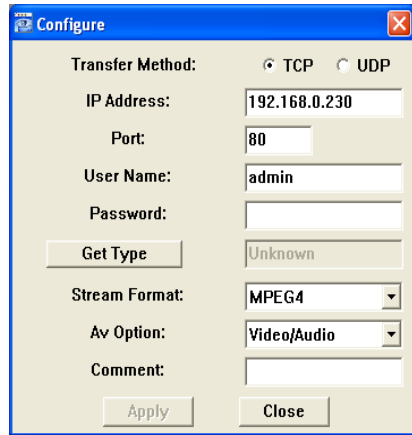 Configure
Transfer Method: TCP UDP
IP Address: 192.168.0.230
Port: 80
User Name: admin
Password:
Get Type Unknown
Stream Format: MPEG4
Av Option: Video/Audio
Comment:
Apply Close